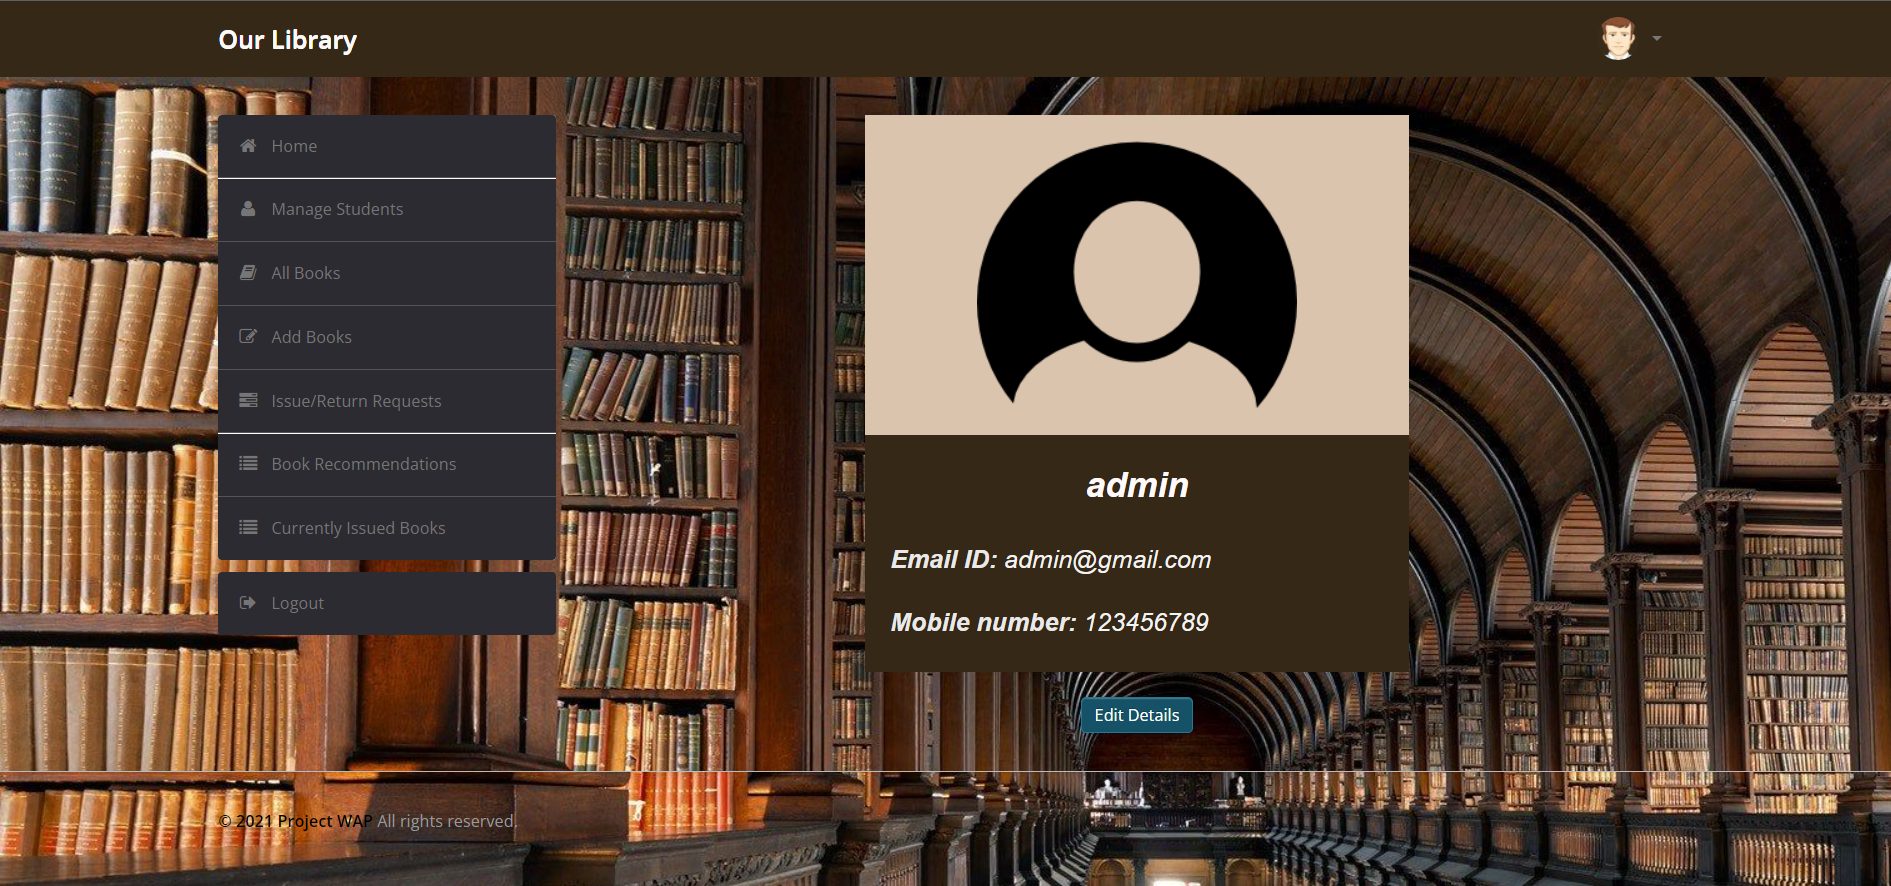 Our Library
Home
Manage Students
All Books
Add Books
Issue/Return Requests
Book Recommendations
Currently Issued Books
Logout
admin
Email ID: admin@gmail.com
Mobile number: 123456789
Edit Details
© 2021 Project WAP All rights reserved.